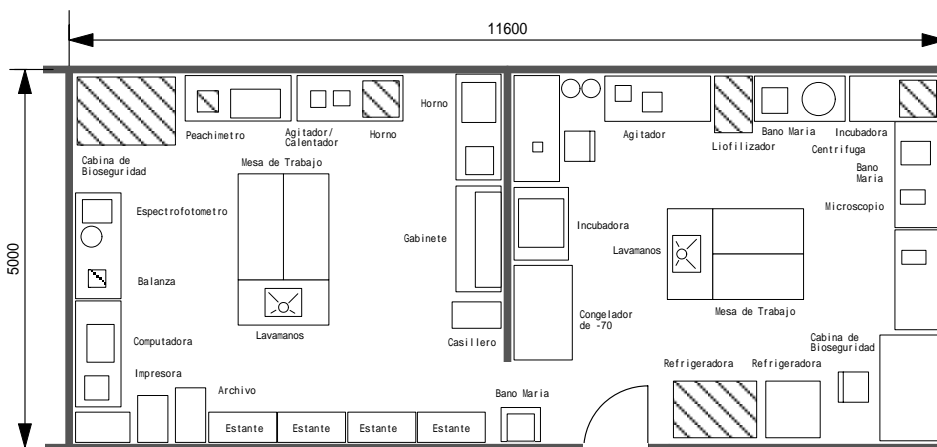 11600
5000
Cabina de
Bioseguridad
Peachimetro
Agitador/
Calentador
Horno
Mesa de Trabajo
Horno
Espectrofotometro
Balanza
Computadora
Impresora
Archivo
Lavamanos
Gabinete
Casillero
Estante
Estante
Estante
Estante
Bano Maria
Agitador
Liofilizador
Bano Maria
Incubadora
Centrifuga
Bano
Maria
Microscopio
Incubadora
Lavamanos
Mesa de Trabajo
Congelador
de -70
Cabina de
Bioseguridad
Refrigeradora
Refrigeradora